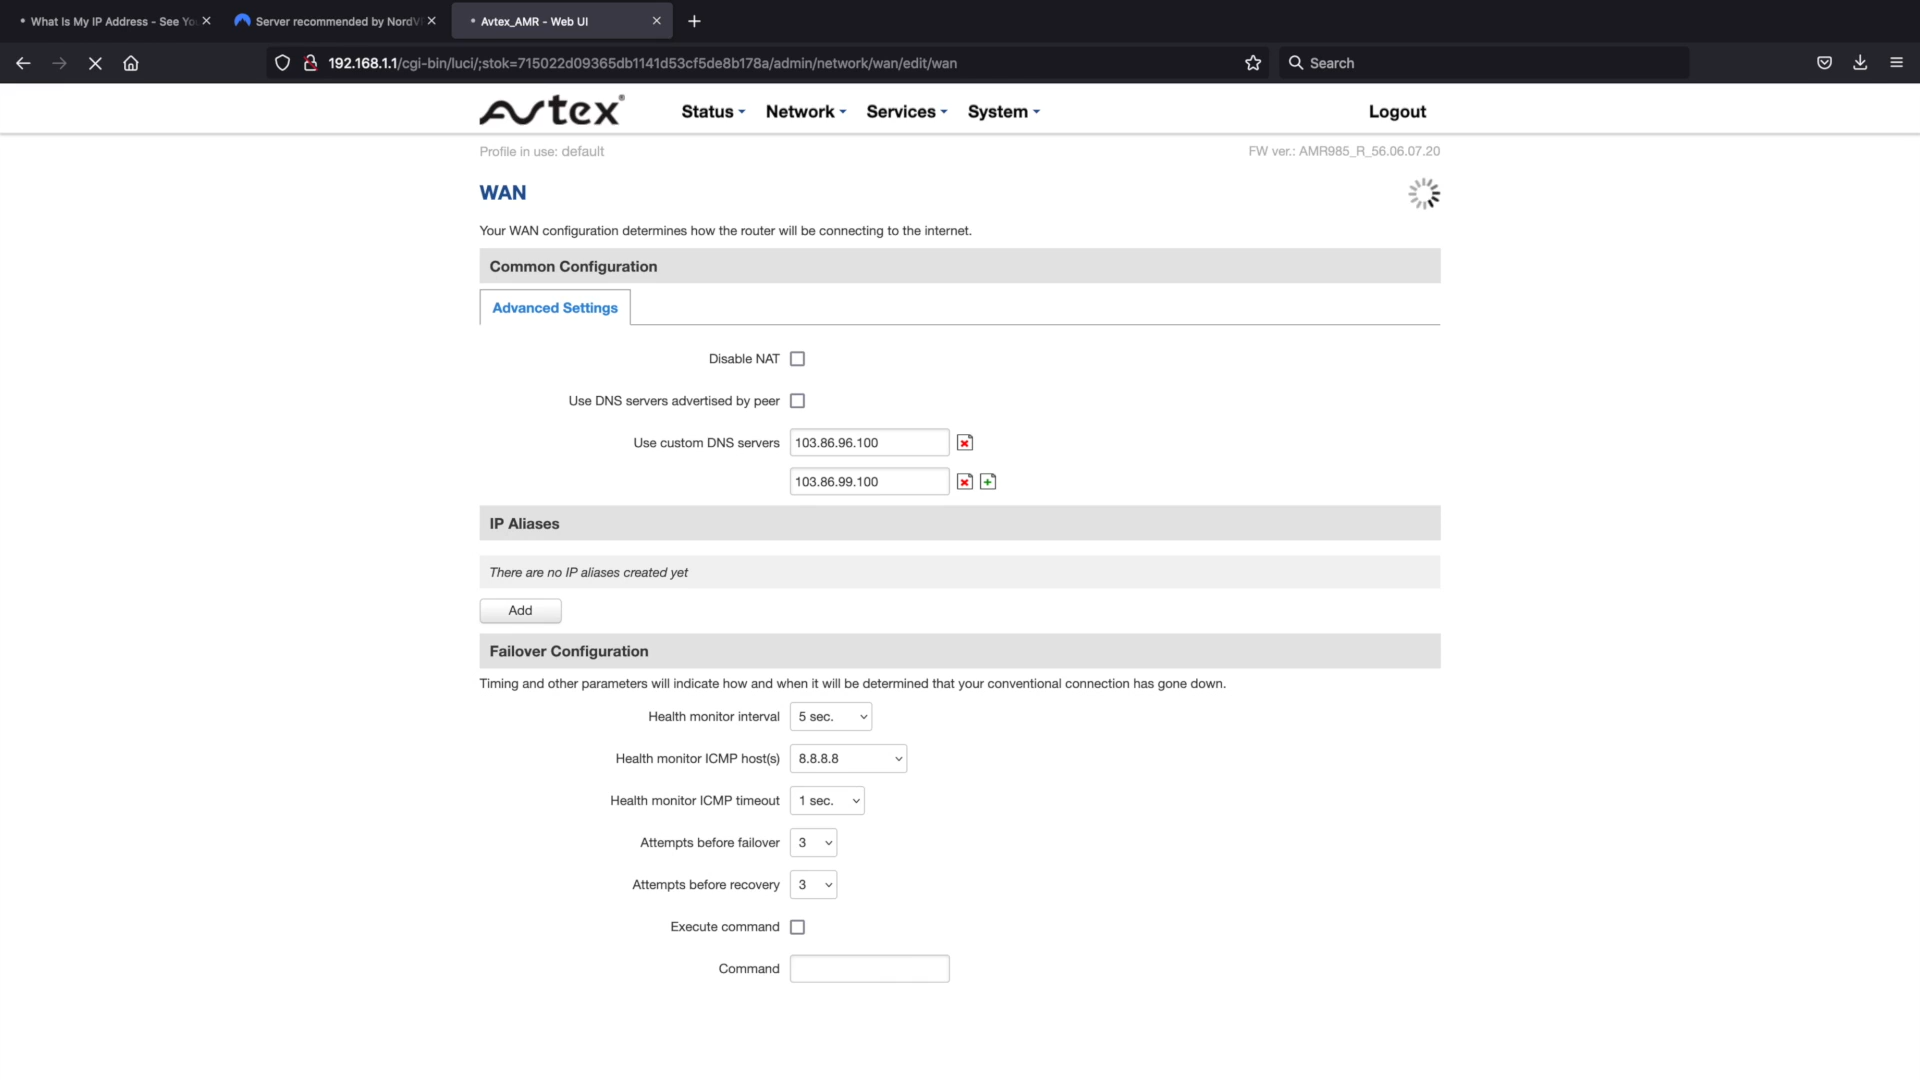 What Is My IP Address - See Yo
Server recommended by NordV
Avtex_AMR - Web UI
192.168.1.1/cgi-bin/luci/;stok=715022d09365db1141d53cf5de8b178a/admin/network/wan/edit/wan
Search
Avtex®
Status Network Services System Logout
Profile in use: default
FW ver.: AMR985_R_56.06.07.20
WAN
Your WAN configuration determines how the router will be connecting to the internet.
Common Configuration
Advanced Settings
Disable NAT
Use DNS servers advertised by peer
Use custom DNS servers 103.86.96.100
103.86.99.100
IP Aliases
There are no IP aliases created yet
Add
Failover Configuration
Timing and other parameters will indicate how and when it will be determined that your conventional connection has gone down.
Health monitor interval 5 sec.
Health monitor ICMP host(s) 8.8.8.8
Health monitor ICMP timeout 1 sec.
Attempts before failover 3
Attempts before recovery 3
Execute command
Command